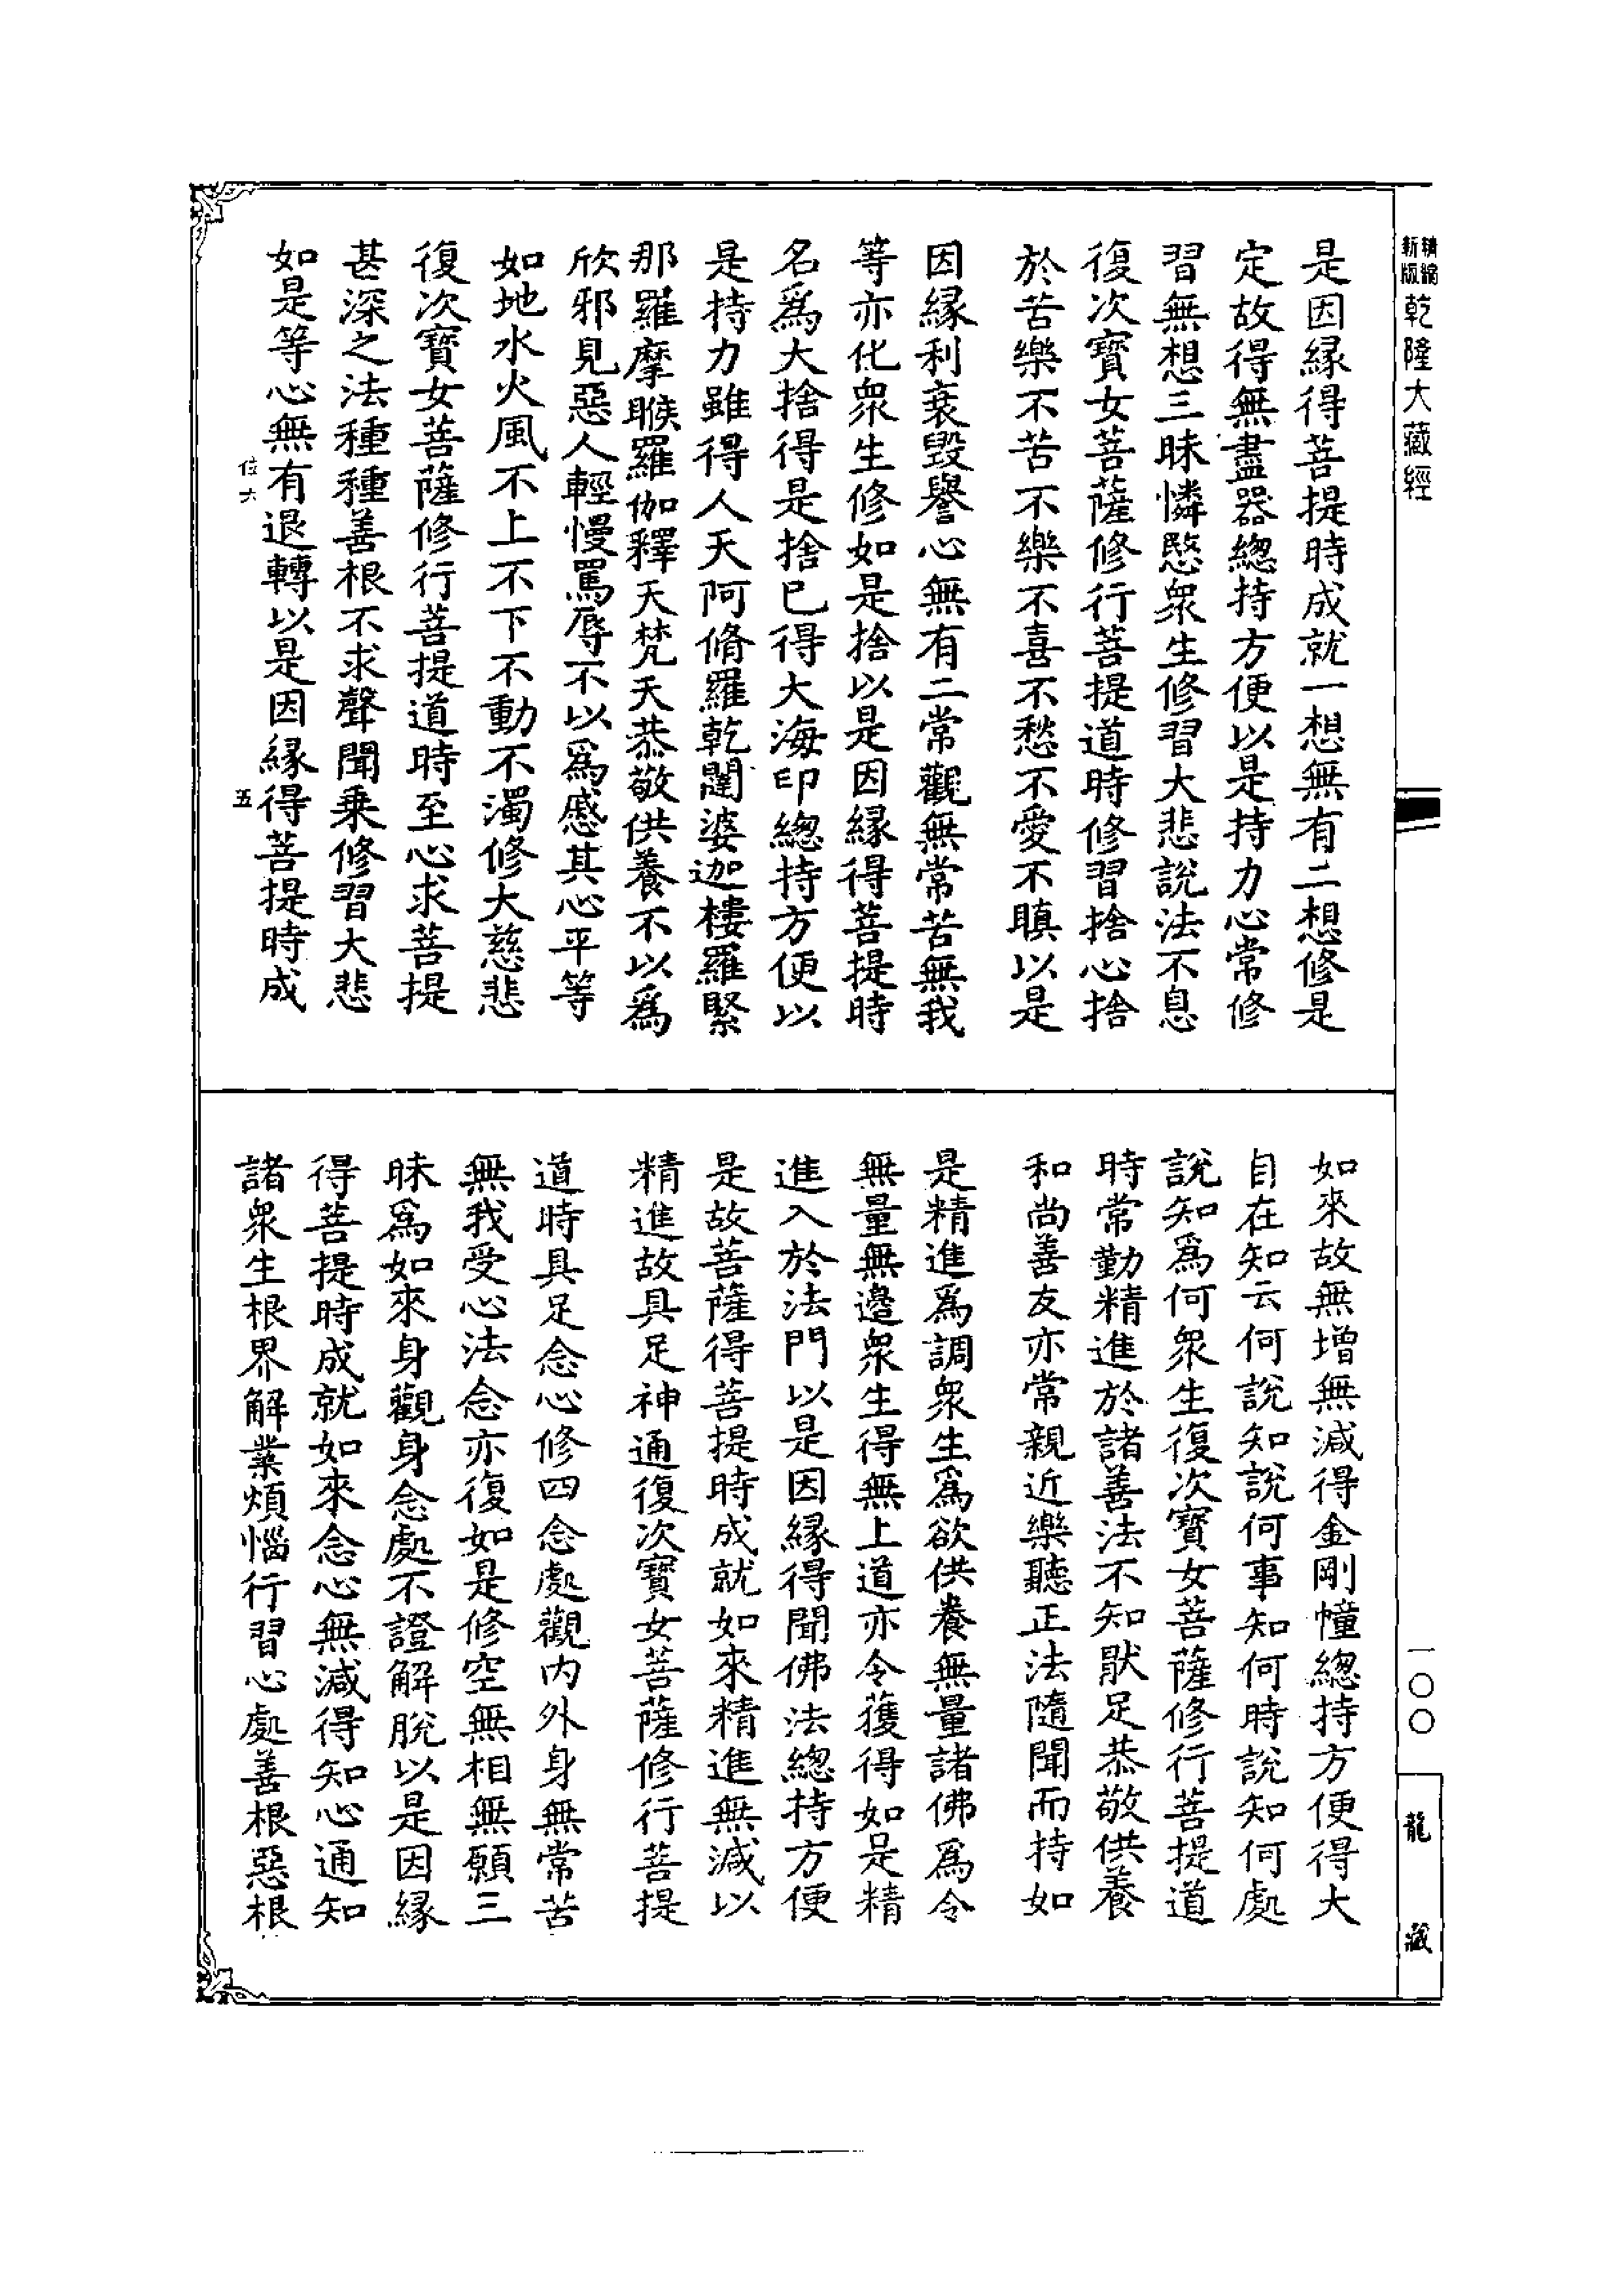 新版精縮乾隆大藏經
是因緣得菩提時成就一想無有二想修是
定故得無盡器總持方便以是持力心常修
習無想三昧憐愍衆生修習大悲說法不息
復次寶女菩薩修行菩提道時修習捨心捨
於苦樂不苦不樂不喜不愁不愛不瞋以是
因緣利衰毀譽心無有二常觀無常苦無我
等亦化衆生修如是捨以是因緣得菩提時
名爲大捨得是捨已得大海印總持方便以
是持力雖得人天阿脩羅乾闥婆迦樓羅緊
那羅摩睺羅伽釋天梵天恭敬供養不以爲
欣邪見惡人輕慢罵辱不以爲慼其心平等
如地水火風不上不下不動不濁修大慈悲
復次寶女菩薩修行菩提道時至心求菩提
甚深之法種種善根不求聲聞乗修習大悲
如是等心無有退轉以是因緣得菩提時成
位六
五
如來故無增無減得金剛幢總持方便得大
自在知云何說知說何事知何時說知何處
說知爲何衆生復次寶女菩薩修行菩提道
時常勤精進於諸善法不知猒足恭敬供養
和尚善友亦常親近樂聽正法隨聞而持如
是精進爲調衆生爲欲供養無量諸佛爲令
無量無邊衆生得無上道亦令獲得如是精
進入於法門以是因緣得聞佛法總持方便
是故菩薩得菩提時成就如來精進無減以
精進故具足神通復次寶女菩薩修行菩提
道時具足念心修四念處觀內外身無常苦
無我受心法念亦復如是修空無相無願三
昧爲如來身觀身念處不證解脫以是因緣
得菩提時成就如來念心無減得知心通知
諸衆生根界解業煩惱行習心處善根惡根
一〇〇
龍藏